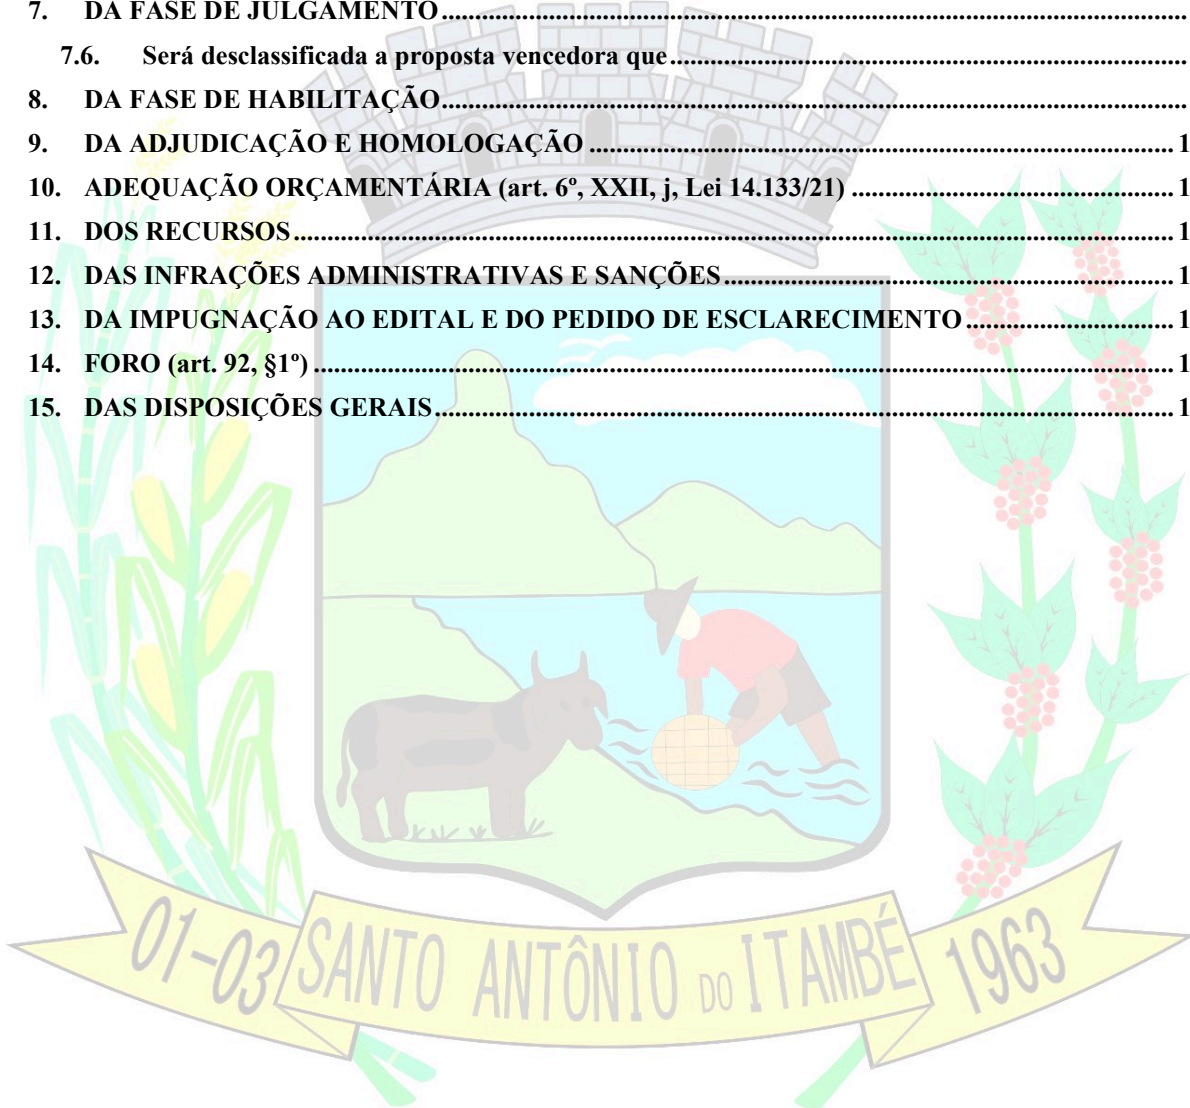 7. DA FASE DE JULGAMENTO
7.6. Será desclassificada a proposta vencedora que
8. DA FASE DE HABILITAÇÃO
9. DA ADJUDICAÇÃO E HOMOLOGAÇÃO 1
10. ADEQUAÇÃO ORÇAMENTÁRIA (art. 6º, XXII, j, Lei 14.133/21) 1
11. DOS RECURSOS 1
12. DAS INFRAÇÕES ADMINISTRATIVAS E SANÇÕES 1
13. DA IMPUGNAÇÃO AO EDITAL E DO PEDIDO DE ESCLARECIMENTO 1
14. FORO (art. 92, §1º) 1
15. DAS DISPOSIÇÕES GERAIS 1
01-03 SANTO ANTÔNIO DO ITAMBÉ 1963